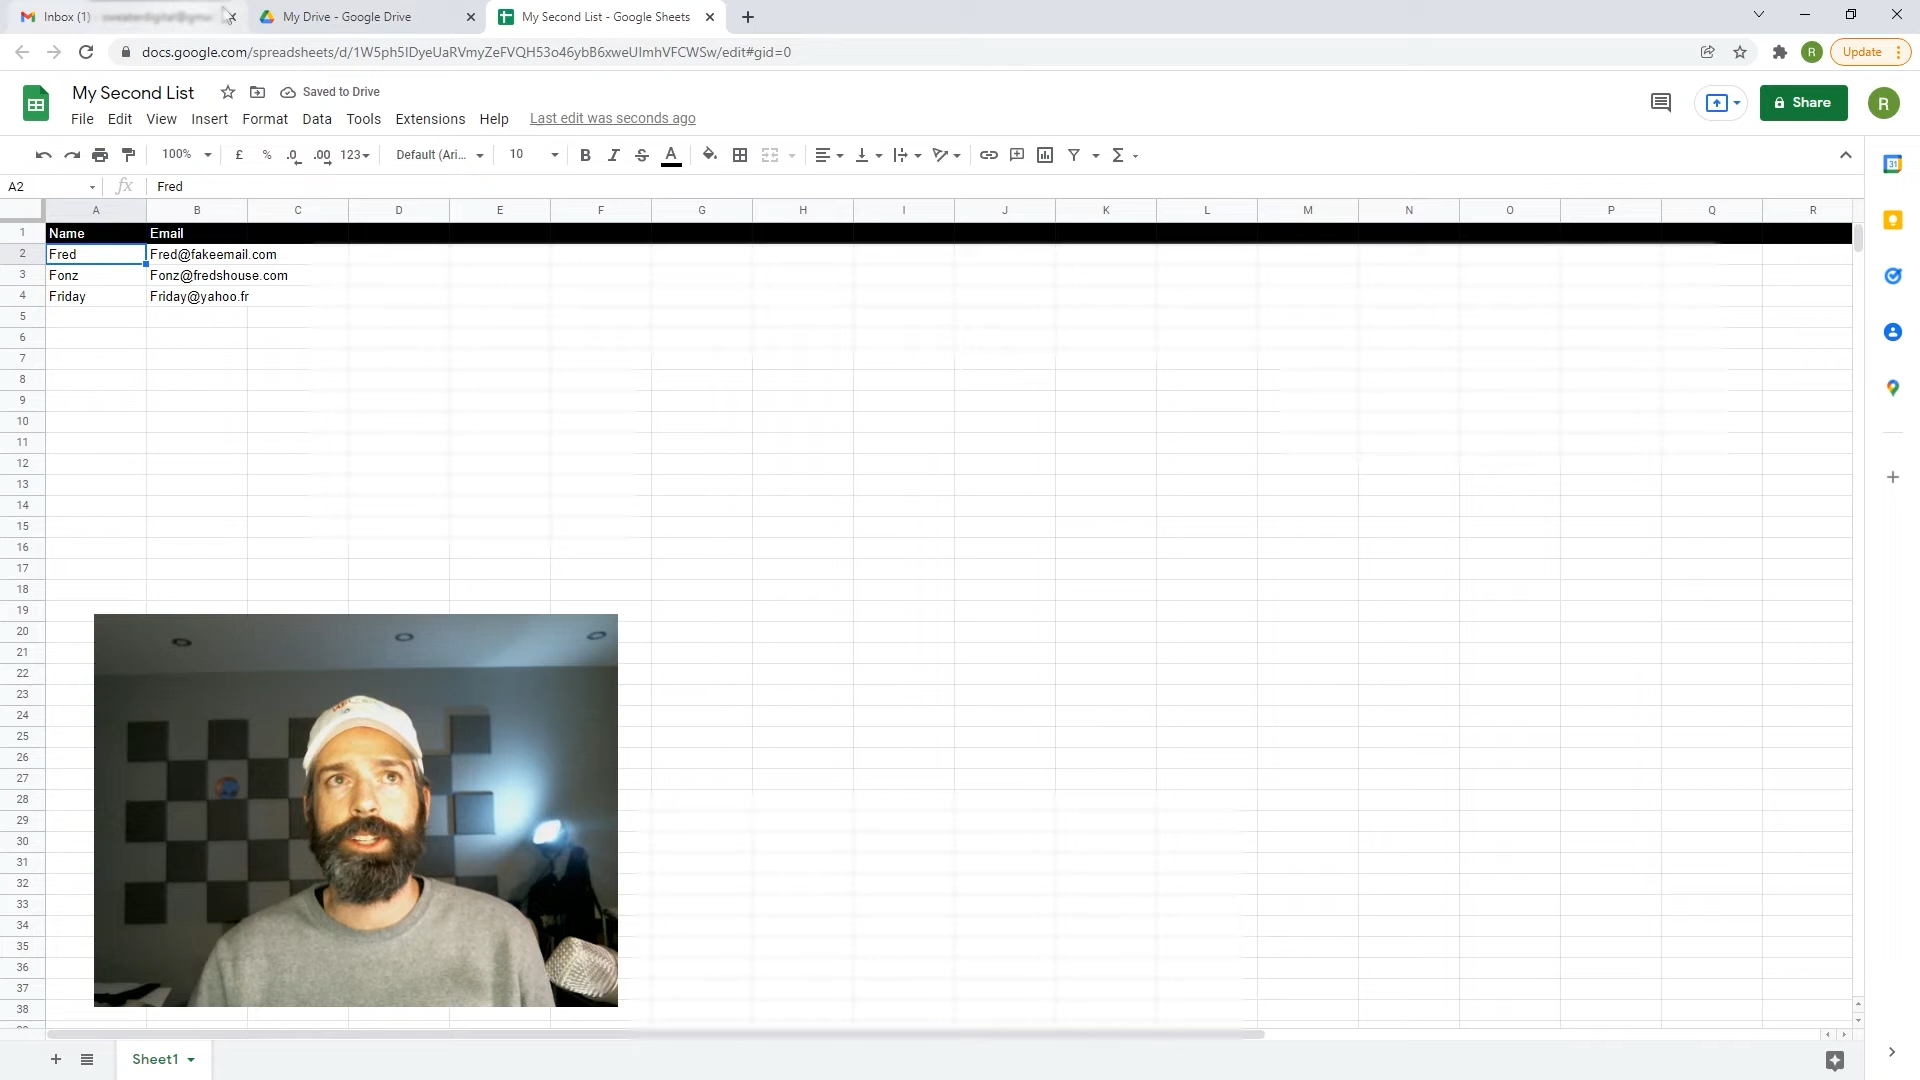 Inbox (1)
My Drive - Google Drive
My Second List - Google Sheets
docs.google.com/spreadsheets/d/1W5ph5IDyeUaRVmyZeFVQH53o46ybB6xweUlmhVFCWSw/edit#gid=0
R
Update
My Second List
Saved to Drive
Share
R
File Edit View Insert Format Data Tools Extensions Help Last edit was seconds ago
100% £ % .0 .00 123 Default (Ari... 10 B I S A Σ
31
A2 fx Fred
A B C D E F G H I J K L M N O P Q R
1 Name Email
2 Fred Fred@fakeemail.com
3 Fonz Fonz@fredshouse.com
4 Friday Friday@yahoo.fr
5
6
7
8
9
10
11
12
13
14
15
16
17
18
19
20
21
22
23
24
25
26
27
28
29
30
31
32
33
34
35
36
37
38
Sheet1